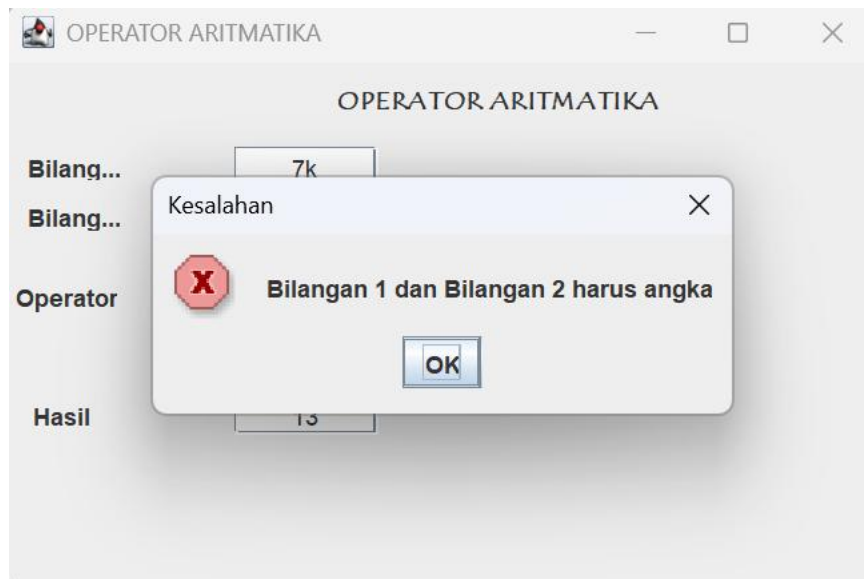 OPERATOR ARITMATIKA
OPERATOR ARITMATIKA
Bilang...
7k
Kesalahan
Bilang...
Bilangan 1 dan Bilangan 2 harus angka
Operator
OK
Hasil
13